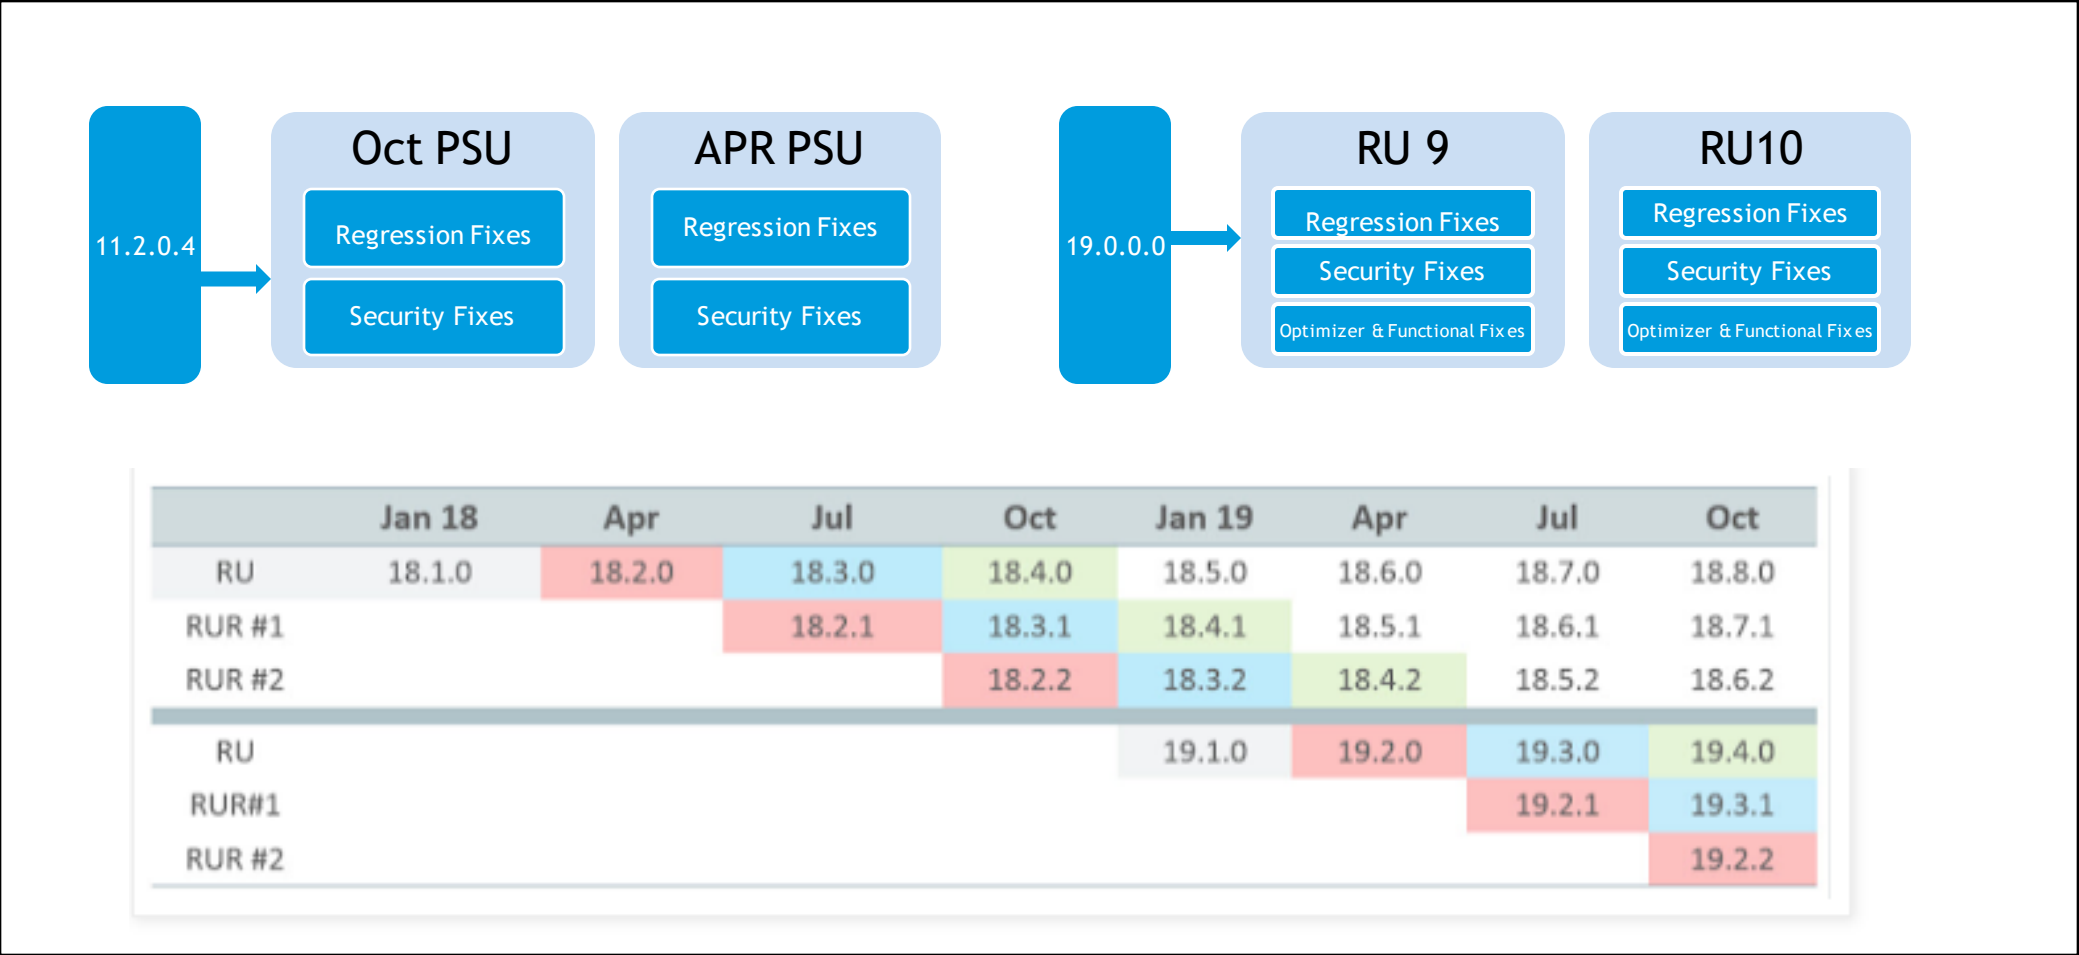 11.2.0.4
Oct PSU
Regression Fixes
Security Fixes
APR PSU
Regression Fixes
Security Fixes
19.0.0.0
RU 9
Regression Fixes
Security Fixes
Optimizer & Functional Fixes
RU10
Regression Fixes
Security Fixes
Optimizer & Functional Fixes
Jan 18 Apr Jul Oct Jan 19 Apr Jul Oct
RU 18.1.0 18.2.0 18.3.0 18.4.0 18.5.0 18.6.0 18.7.0 18.8.0
RUR #1 18.2.1 18.3.1 18.4.1 18.5.1 18.6.1 18.7.1
RUR #2 18.2.2 18.3.2 18.4.2 18.5.2 18.6.2
RU 19.1.0 19.2.0 19.3.0 19.4.0
RUR#1 19.2.1 19.3.1
RUR #2 19.2.2